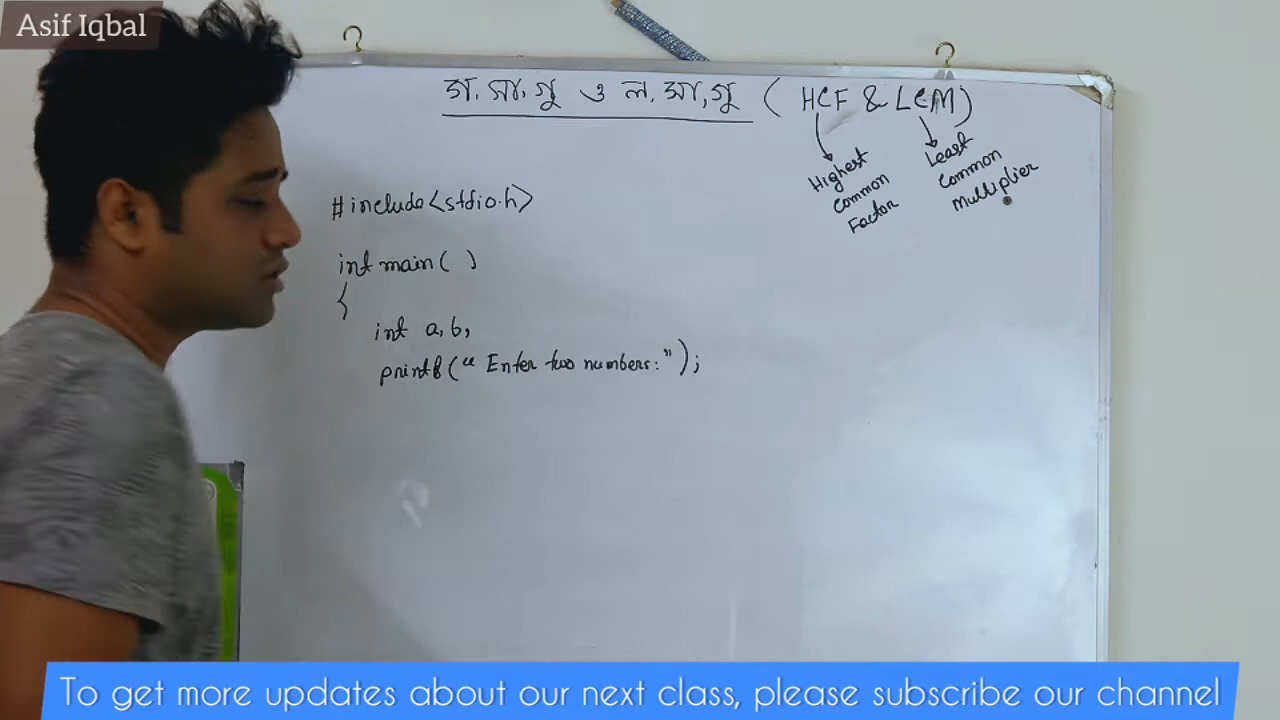 Asif Iqbal
গ. সা. গু ও ল. সা, গু ( HCF & LCM )
Highest
Common
Factor
Least
Common
Multiplier
#include<stdio.h>
int main( )
{
int a, b,
printf(" Enter two numbers:");
To get more updates about our next class, please subscribe our channel